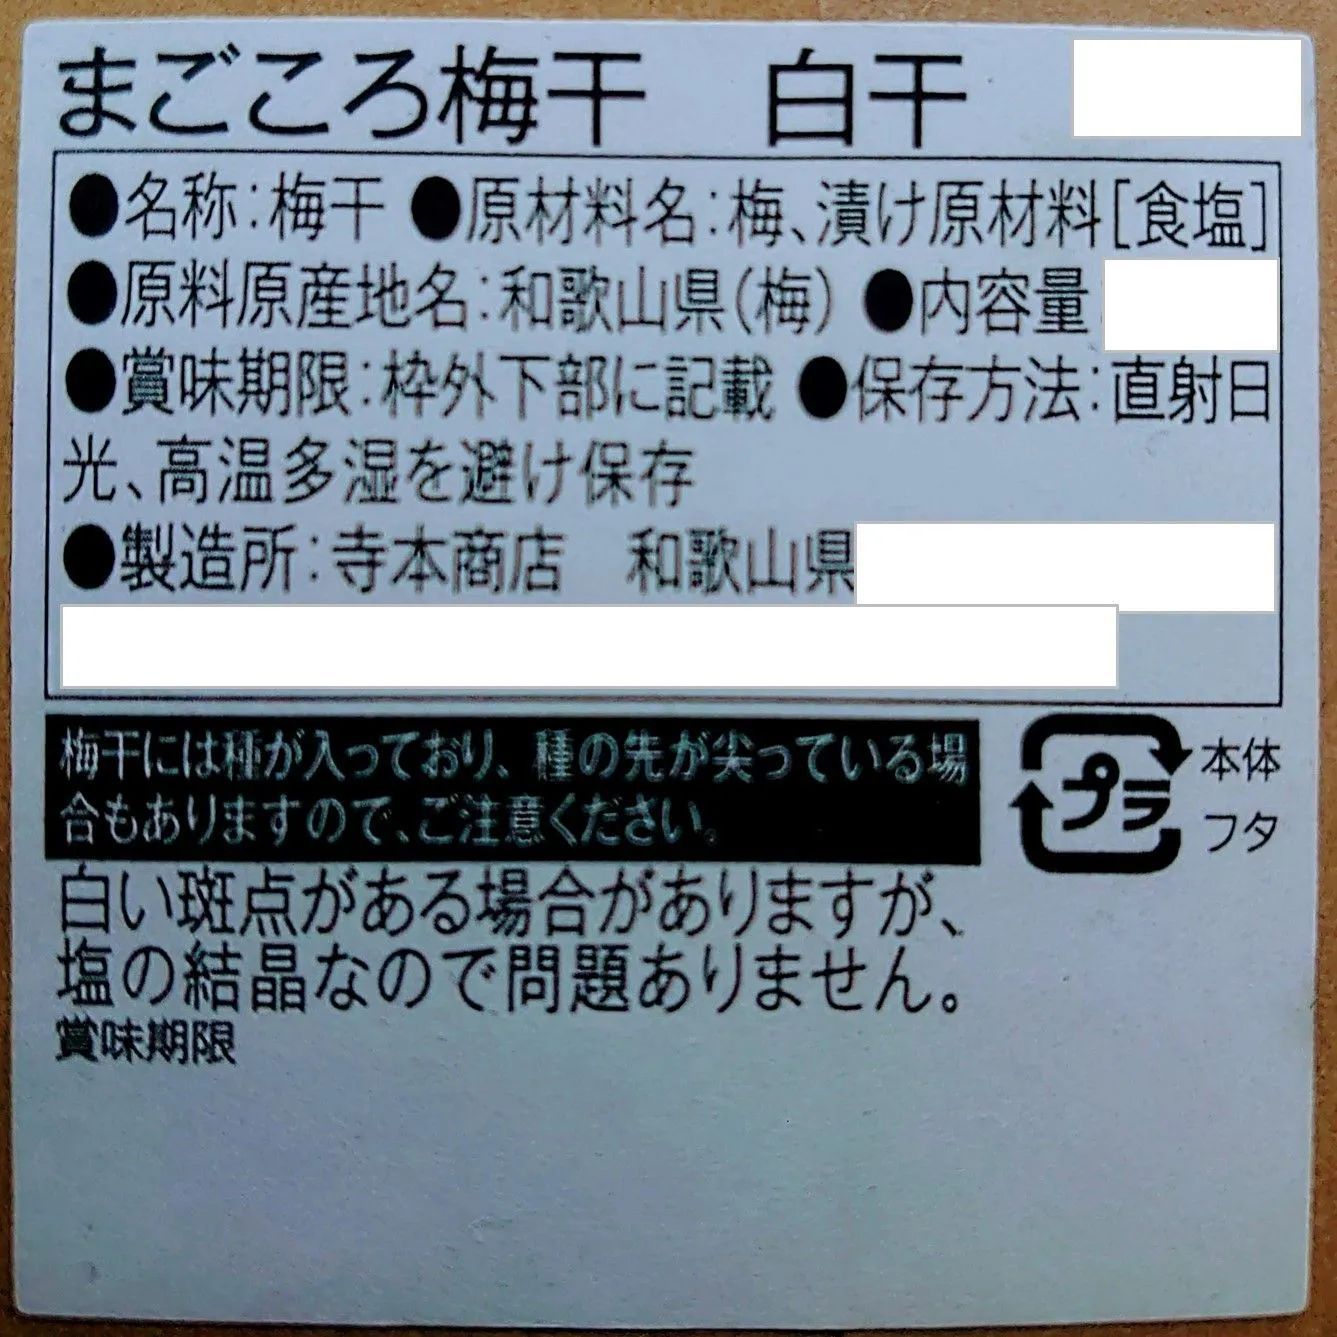 まごころ梅干　白干
●名称:梅干 ●原材料名:梅、漬け原材料[食塩]
●原料原産地名:和歌山県(梅) ●内容量
●賞味期限:枠外下部に記載 ●保存方法:直射日
光、高温多湿を避け保存
●製造所:寺本商店　和歌山県
梅干には種が入っており、種の先が尖っている場
合もありますので、ご注意ください。
プラ
本体
フタ
白い斑点がある場合がありますが、
塩の結晶なので問題ありません。
賞味期限